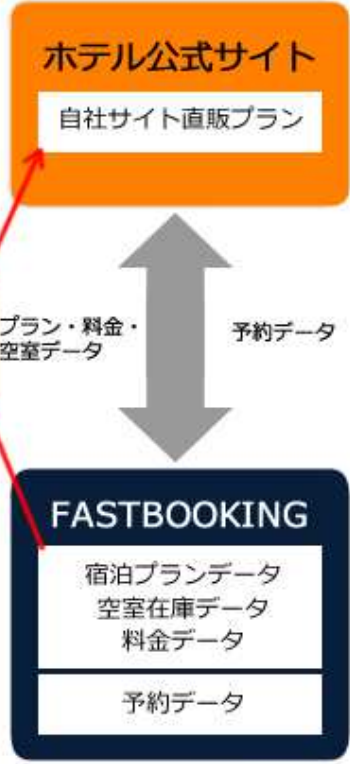 ホテル公式サイト
自社サイト直販プラン
プラン・料金・
空室データ
予約データ
FASTBOOKING
宿泊プランデータ
空室在庫データ
料金データ
予約データ